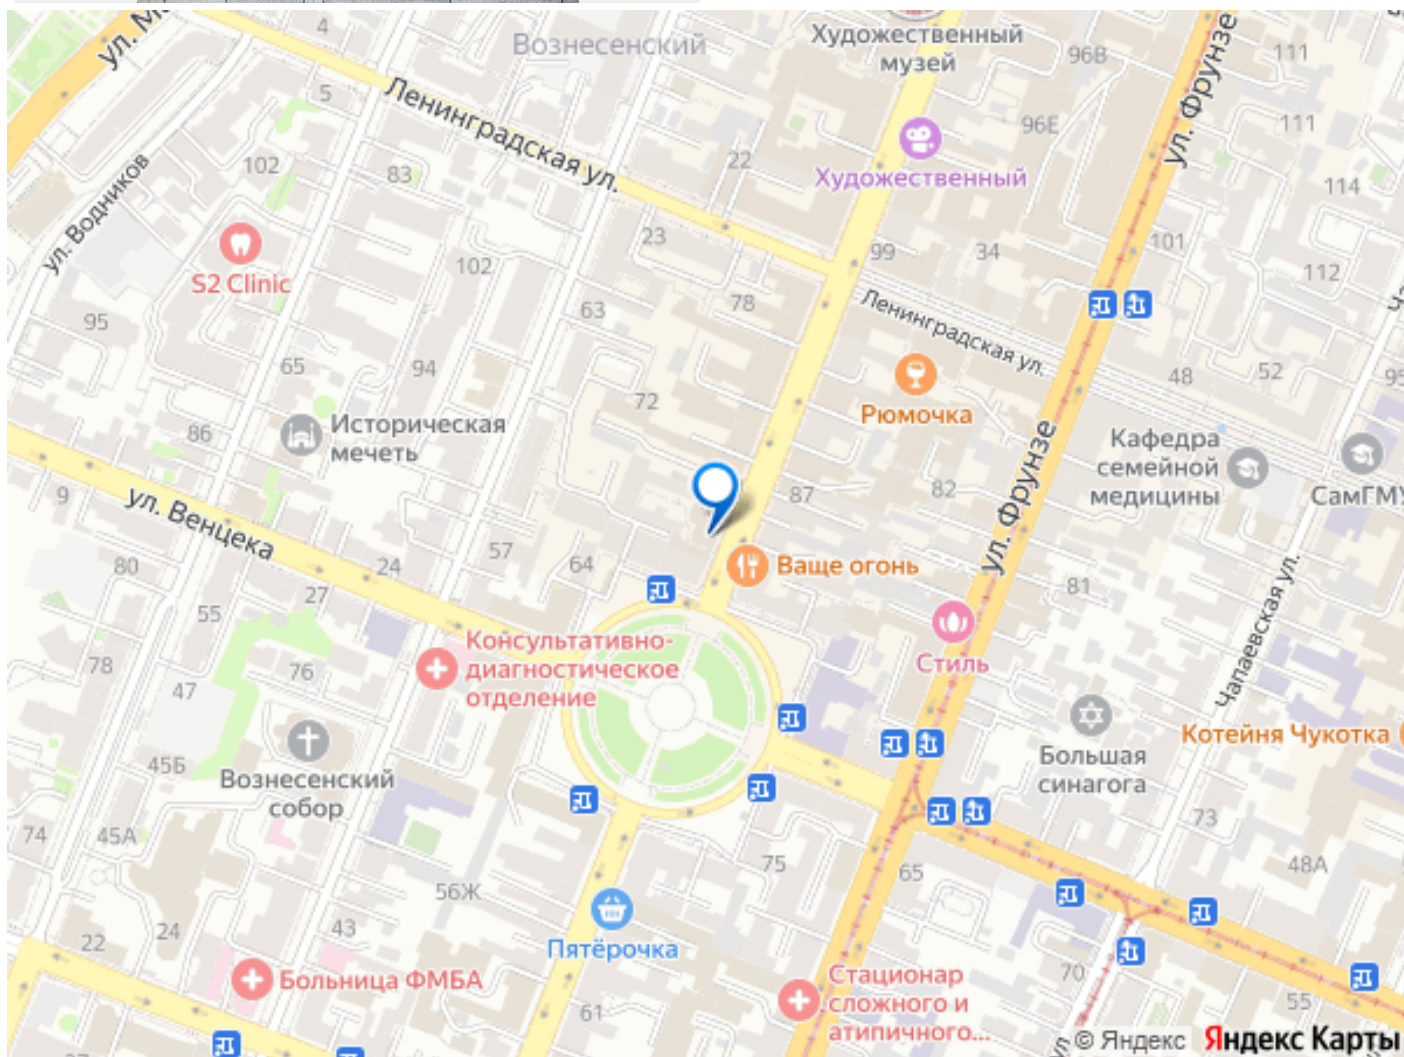 ул. М
4
Вознесенский
Художественный
музей
96В
111
ул. Фрунзе
5
Ленинградская ул.
96Е
111
ул. Водников
102
83
22
Художественный
114
S2 Clinic
23
99
34
101
102
112
95
63
78
Ленинградская ул.
65
94
Рюмочка
48
52
95
72
86
Историческая
мечеть
ул. Фрунзе
Кафедра
семейной
медицины
СамГМУ
9
ул. Венцека
87
82
80
24
57
64
Ваще огонь
27
55
81
Чапаевская ул.
78
76
47
Консультативно-
диагностическое
отделение
Стиль
45Б
Вознесенский
собор
Большая
синагога
Котейня Чукотка
74
45А
73
75
65
48А
56Ж
43
24
22
Пятёрочка
Больница ФМБА
Стационар
сложного и
атипичного...
70
61
55
© Яндекс Яндекс Карты